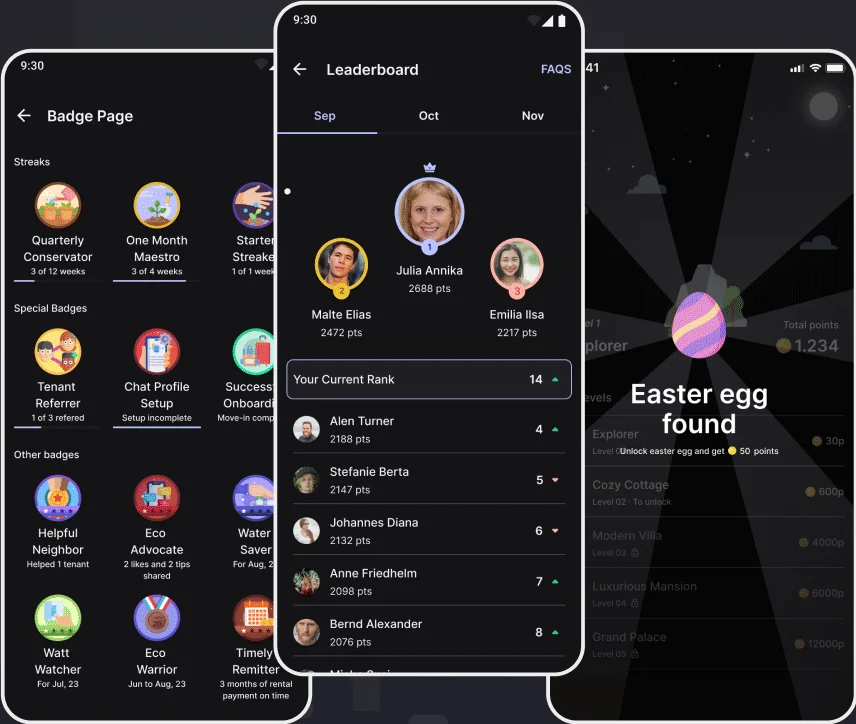 9:30
Badge Page
Streaks
Quarterly
Conservator
3 of 12 weeks
One Month
Maestro
3 of 4 weeks
Starter
1 of 1
Special Badges
Tenant
Referrer
1 of 3 refered
Chat Profile
Setup
Setup incomplete
Move-in
Other badges
Helpful
Neighbor
Helped 1 tenant
Eco
Advocate
2 likes and 2 tips
shared
Water
Saver
For Aug, 2
Watt
Watcher
For Jul, 23
Eco
Warrior
Jun to Aug, 23
Timely
Remitter
3 months of rental
payment on time
9:30
Leaderboard
FAQS
Sep
Oct
Nov
1
Julia Annika
2688 pts
2
Malte Elias
2472 pts
3
Emilia Ilsa
2217 pts
Your Current Rank
14
Alen Turner
2188 pts
4
Stefanie Berta
2147 pts
5
Johannes Diana
2132 pts
6
Anne Friedhelm
2098 pts
7
Bernd Alexander
2076 pts
8
41
Total points
1.234
Easter egg
found
Unlock easter egg and get 50 points
Explorer
30p
Cozy Cottage
Level 02 · To unlock
600p
Modern Villa
Level 03
4000p
Luxurious Mansion
Level 04
6000p
Grand Palace
Level 05
12000p